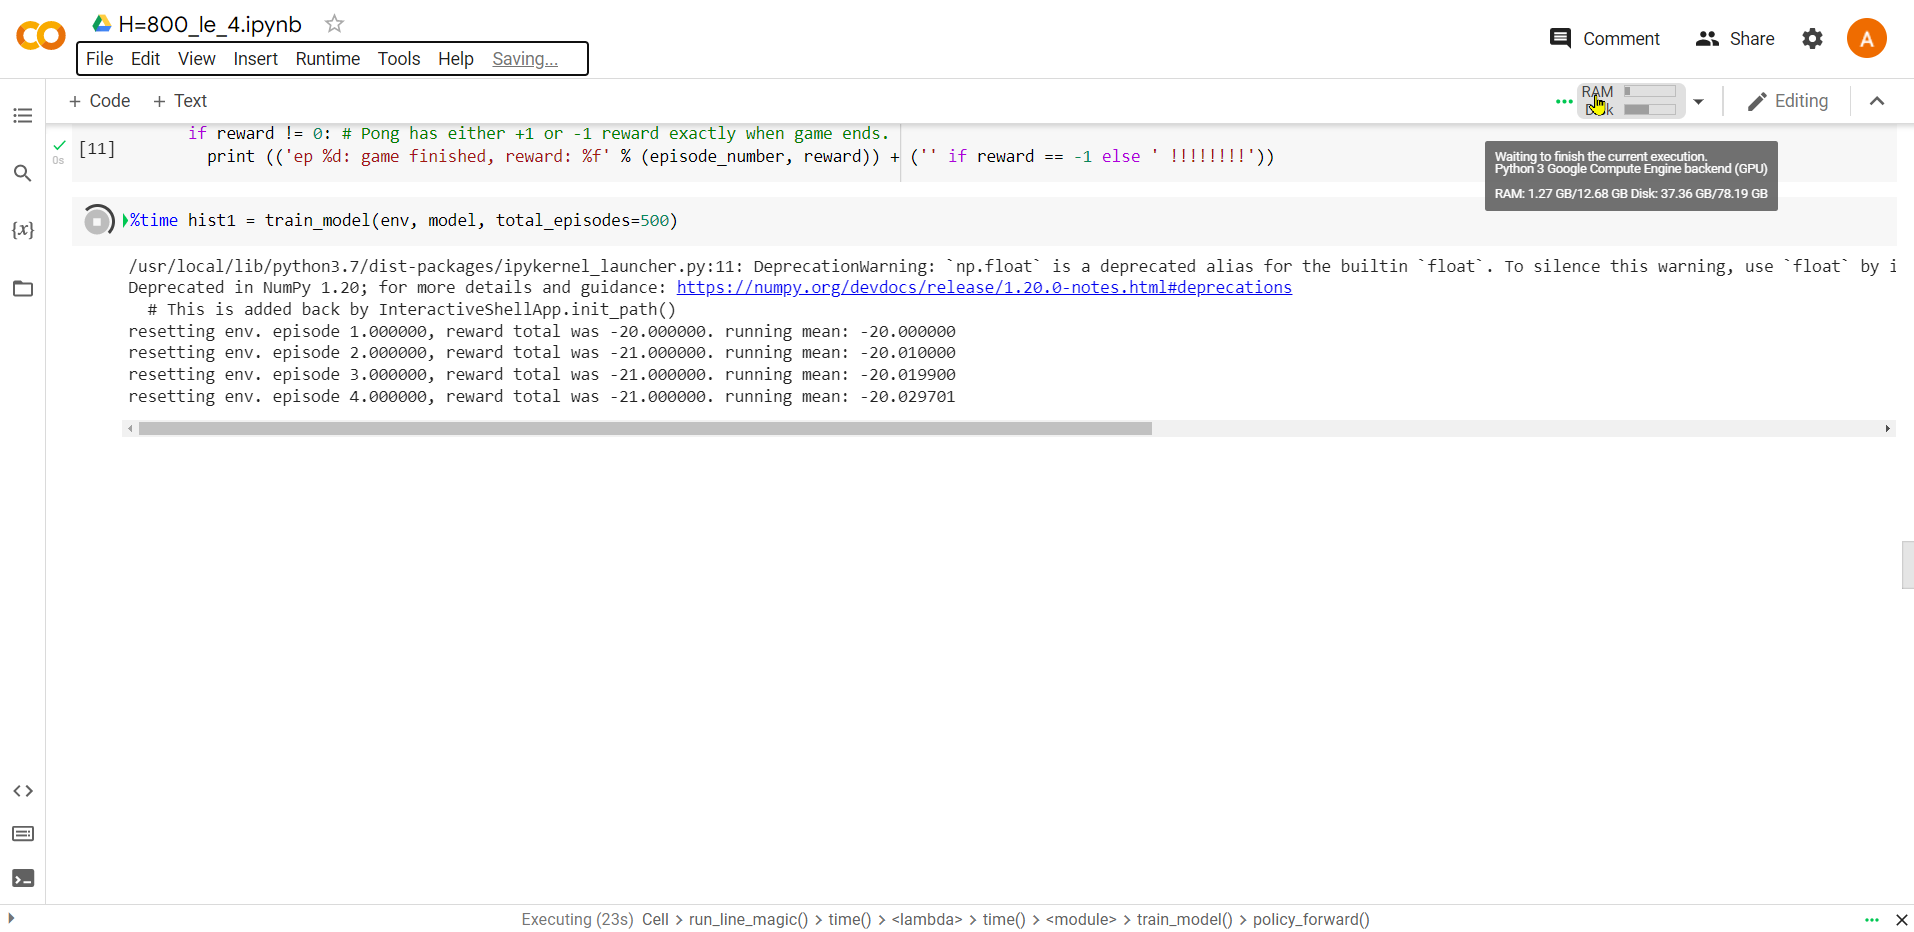 H=800_le_4.ipynb
File Edit View Insert Runtime Tools Help Saving...
Comment Share A
+ Code + Text
RAM
Disk
Editing
if reward != 0: # Pong has either +1 or -1 reward exactly when game ends.
0s [11]
print (('ep %d: game finished, reward: %f' % (episode_number, reward)) + ('' if reward == -1 else ' !!!!!!!!'))
Waiting to finish the current execution.
Python 3 Google Compute Engine backend (GPU)
RAM: 1.27 GB/12.68 GB Disk: 37.36 GB/78.19 GB
{x}
%time hist1 = train_model(env, model, total_episodes=500)
/usr/local/lib/python3.7/dist-packages/ipykernel_launcher.py:11: DeprecationWarning: `np.float` is a deprecated alias for the builtin `float`. To silence this warning, use `float` by i
Deprecated in NumPy 1.20; for more details and guidance: https://numpy.org/devdocs/release/1.20.0-notes.html#deprecations
# This is added back by InteractiveShellApp.init_path()
resetting env. episode 1.000000, reward total was -20.000000. running mean: -20.000000
resetting env. episode 2.000000, reward total was -21.000000. running mean: -20.010000
resetting env. episode 3.000000, reward total was -21.000000. running mean: -20.019900
resetting env. episode 4.000000, reward total was -21.000000. running mean: -20.029701
Executing (23s) Cell > run_line_magic() > time() > <lambda> > time() > <module> > train_model() > policy_forward()